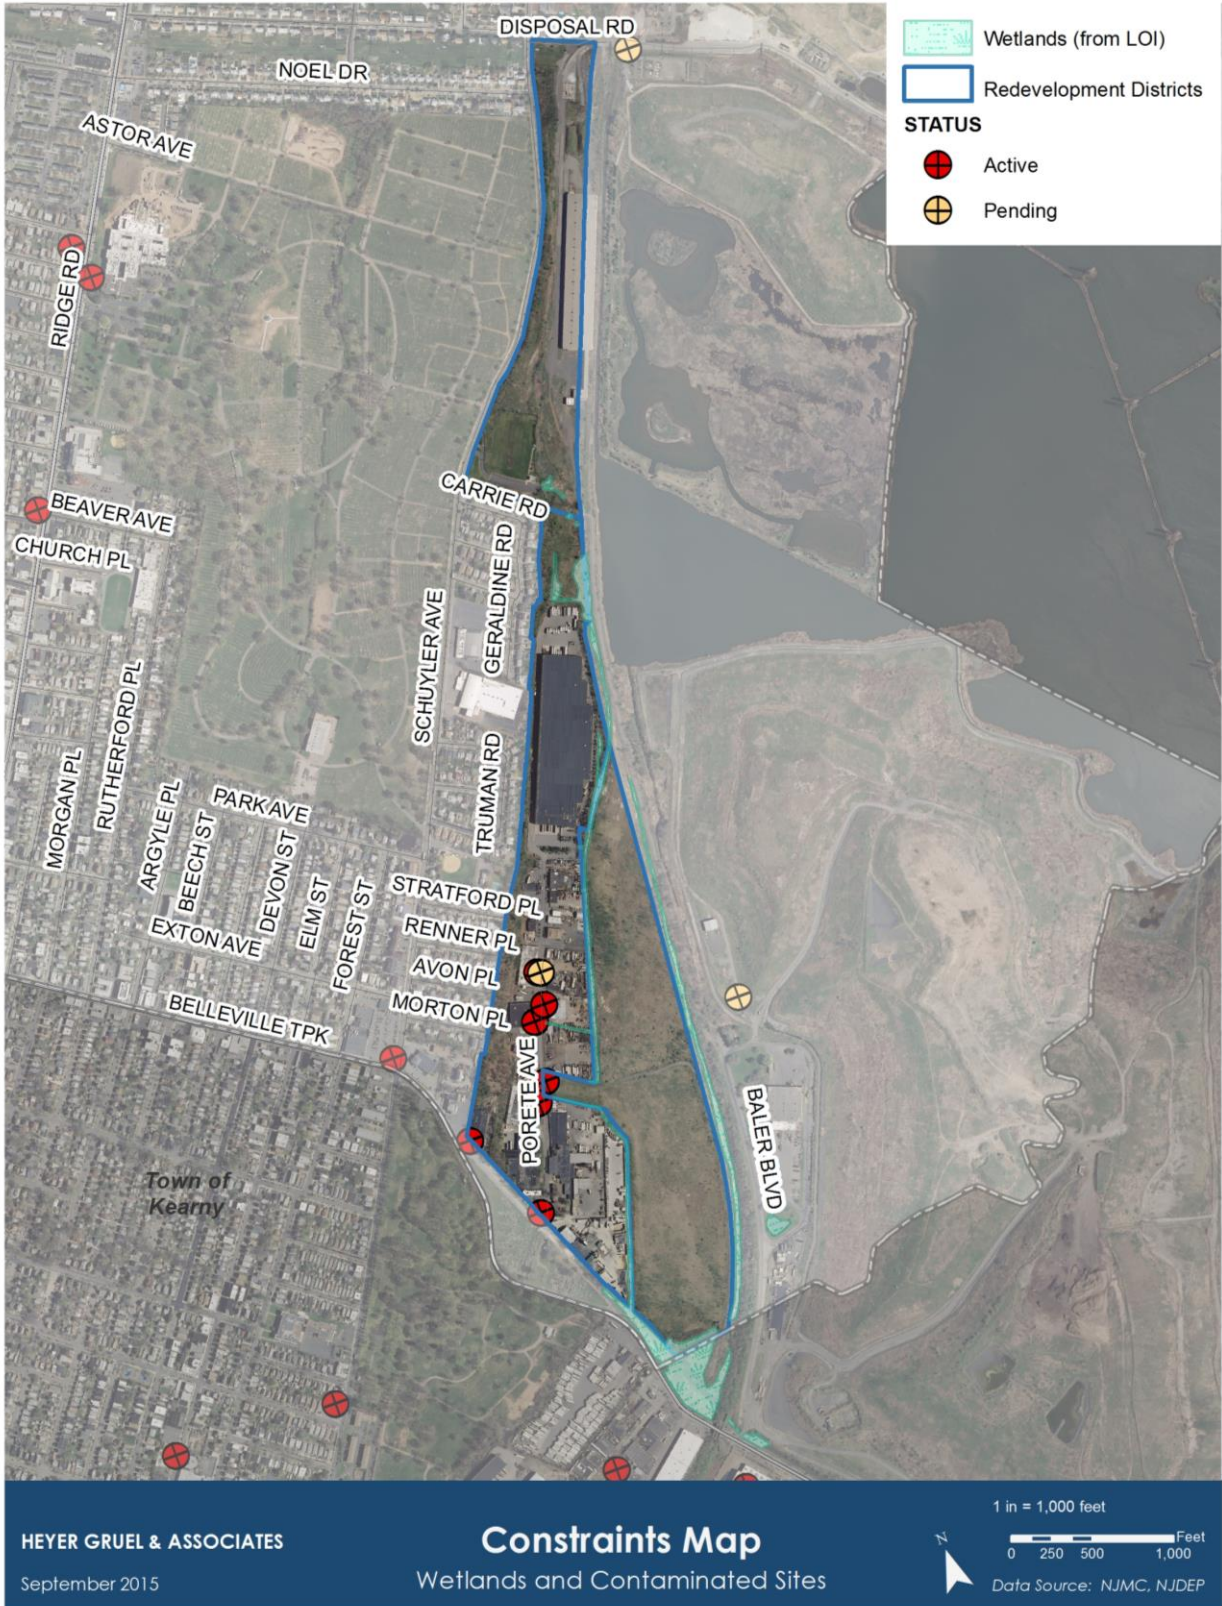 DISPOSAL RD
Wetlands (from LOI)
Redevelopment Districts
STATUS
Active
Pending
NOEL DR
ASTOR AVE
RIDGE RD
CARRIE RD
BEAVER AVE
CHURCH PL
GERALDINE RD
SCHUYLER AVE
RUTHERFORD PL
MORGAN PL
TRUMAN RD
ARGYLE PL
PARK AVE
BEECH ST
DEVON ST
ELM ST
FOREST ST
EXTON AVE
STRATFORD PL
RENNER PL
AVON PL
MORTON PL
BELLEVILLE TPK
PORETE AVE
BALER BLVD
Town of
Kearny
HEYER GRUEL & ASSOCIATES
September 2015
Constraints Map
Wetlands and Contaminated Sites
N
1 in = 1,000 feet
Feet
0 250 500 1,000
Data Source: NJMC, NJDEP